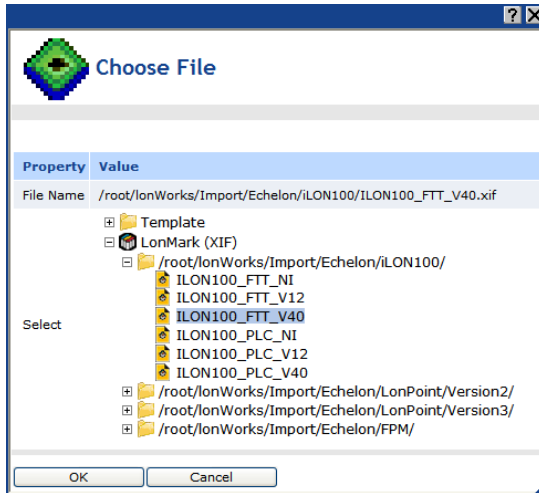 ?
Choose File
Property Value
File Name /root/lonWorks/Import/Echelon/iLON100/ILON100_FTT_V40.xif
Template
LonMark (XIF)
/root/lonWorks/Import/Echelon/iLON100/
ILON100_FTT_NI
ILON100_FTT_V12
ILON100_FTT_V40
Select
ILON100_PLC_NI
ILON100_PLC_V12
ILON100_PLC_V40
/root/lonWorks/Import/Echelon/LonPoint/Version2/
/root/lonWorks/Import/Echelon/LonPoint/Version3/
/root/lonWorks/Import/Echelon/FPM/
OK Cancel